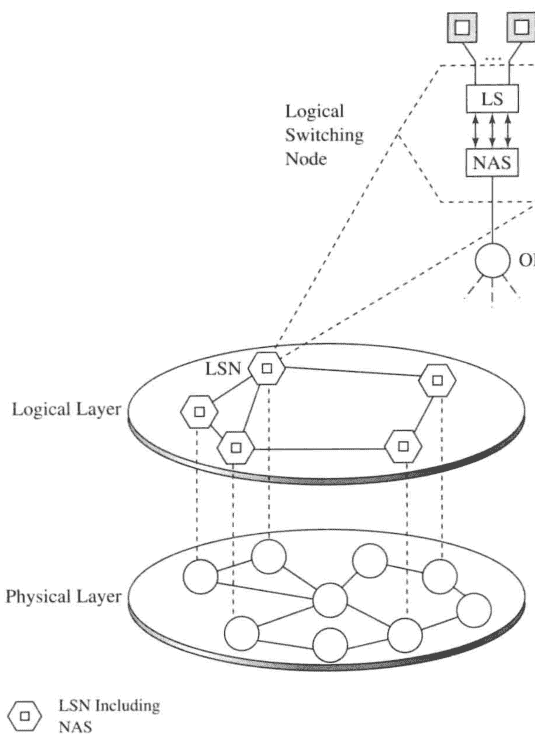 ...
LS
Logical
Switching
Node
NAS
LSN
Logical Layer
Physical Layer
LSN Including
NAS